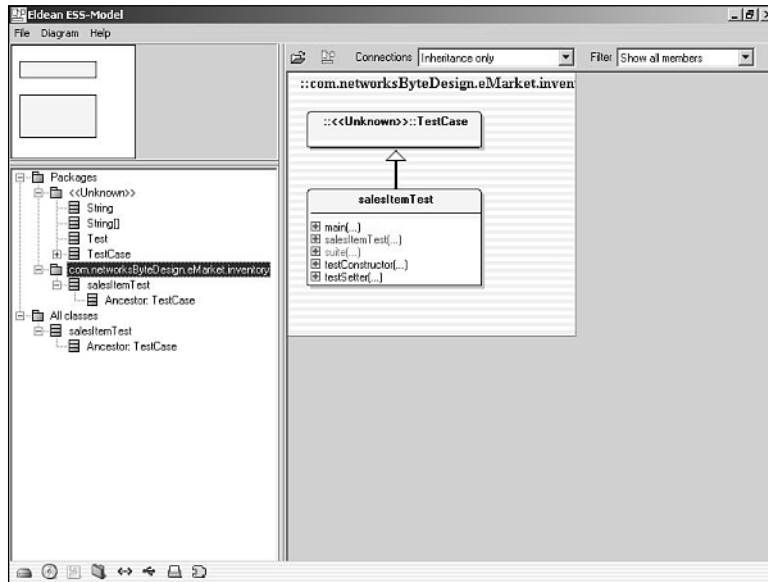 Eldean ESS-Model
File Diagram Help
Connections Inheritance only Filter Show all members
::com.networksByteDesign.eMarket.inven
::<<Unknown>>::TestCase
salesItemTest
main(...)
salesItemTest(...)
suite(...)
testConstructor(...)
testSetter(...)
Packages
<<Unknown>>
String
String[]
Test
TestCase
com.networksByteDesign.eMarket.inventory
salesItemTest
Ancestor: TestCase
All classes
salesItemTest
Ancestor: TestCase